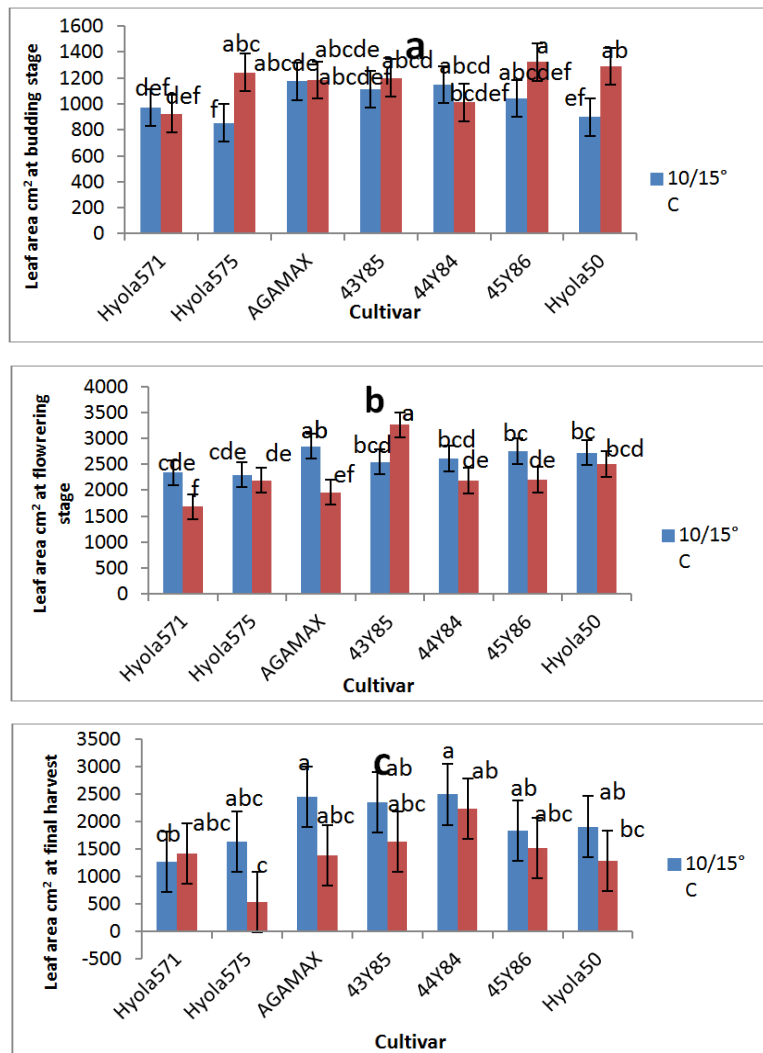 a
Leaf area cm² at budding stage
1600
1400
1200
1000
800
600
400
200
0
def
def
f
abc
abcde
abcde
abcdef
abcd
abcd
bcdef
abcdef
a
ef
ab
Hyola571
Hyola575
AGAMAX
43Y85
44Y84
45Y86
Hyola50
Cultivar
10/15°
C
b
Leaf area cm² at flowrering
stage
4000
3500
3000
2500
2000
1500
1000
500
0
cde
f
cde
de
ab
ef
bcd
a
bcd
de
bc
de
bc
bcd
Hyola571
Hyola575
AGAMAX
43Y85
44Y84
45Y86
Hyola50
Cultivar
10/15°
C
c
Leaf area cm² at final harvest
3500
3000
2500
2000
1500
1000
500
0
-500
cb
abc
abc
c
a
abc
ab
abc
a
ab
ab
abc
ab
bc
Hyola571
Hyola575
AGAMAX
43Y85
44Y84
45Y86
Hyola50
Cultivar
10/15°
C